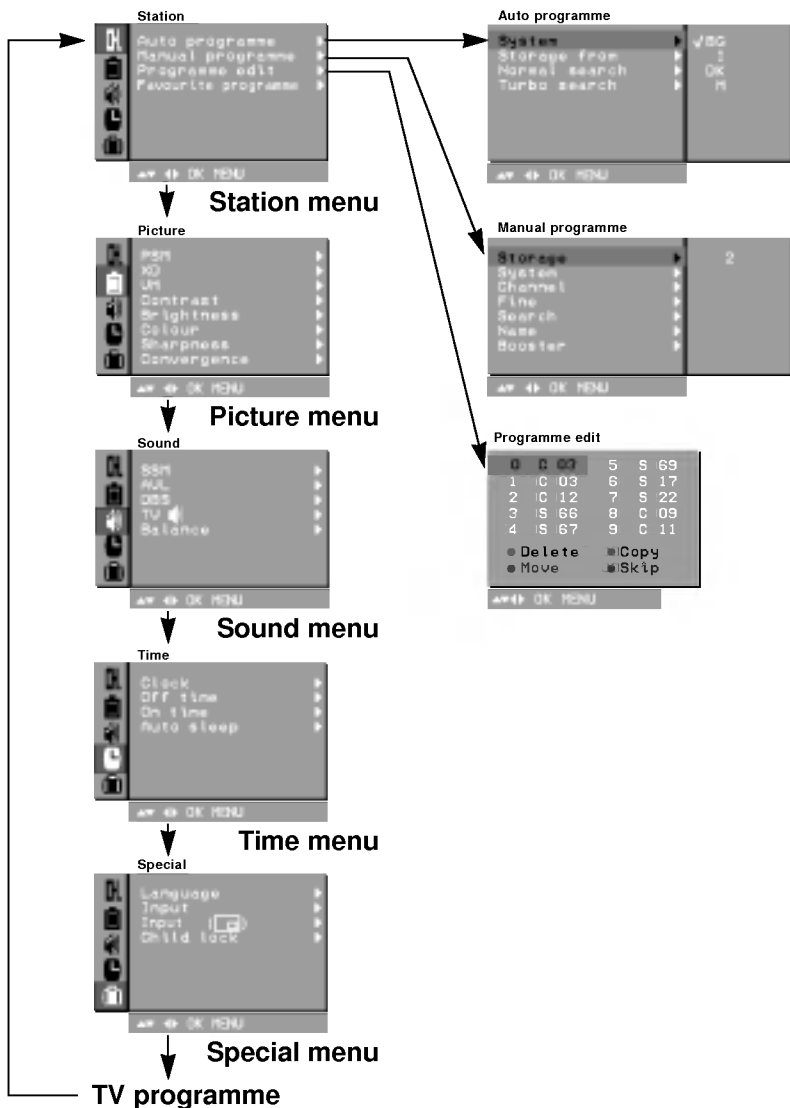 Station
Auto programme
Manual programme
Programme edit
Favourite programme
OK MENU
Station menu
Auto programme
System
Storage from
Normal search
Turbo search
√BG
I
OK
M
OK MENU
Picture
PSM
XD
VM
Contrast
Brightness
Colour
Sharpness
Convergence
OK MENU
Picture menu
Manual programme
Storage
System
Channel
Fine
Search
Name
Booster
2
OK MENU
Sound
SSM
AVL
DBS
TV
Balance
OK MENU
Sound menu
Programme edit
0 C 03 5 S 69
1 C 03 6 S 17
2 C 12 7 S 22
3 S 66 8 C 09
4 S 67 9 C 11
Delete Copy
Move Skip
OK MENU
Time
Clock
Off time
On time
Auto sleep
OK MENU
Time menu
Special
Language
Input
Input
Child lock
OK MENU
Special menu
TV programme